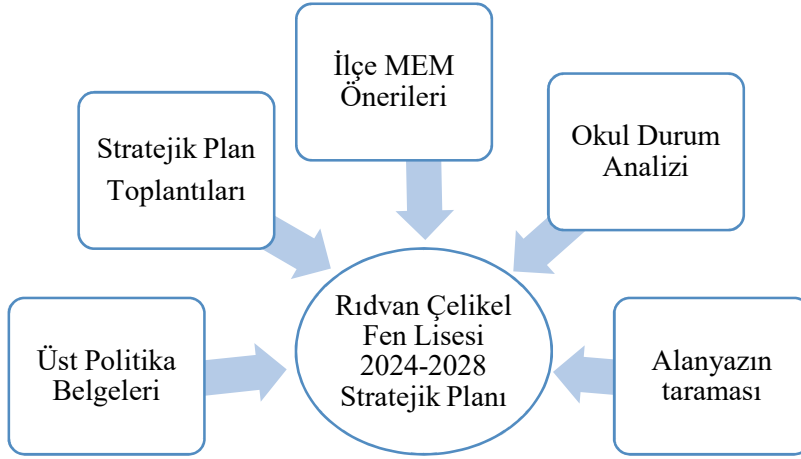 İlçe MEM
Önerileri
Stratejik Plan
Toplantıları
Okul Durum
Analizi
Üst Politika
Belgeleri
Rıdvan Çelikel
Fen Lisesi
2024-2028
Stratejik Planı
Alanyazın
taraması